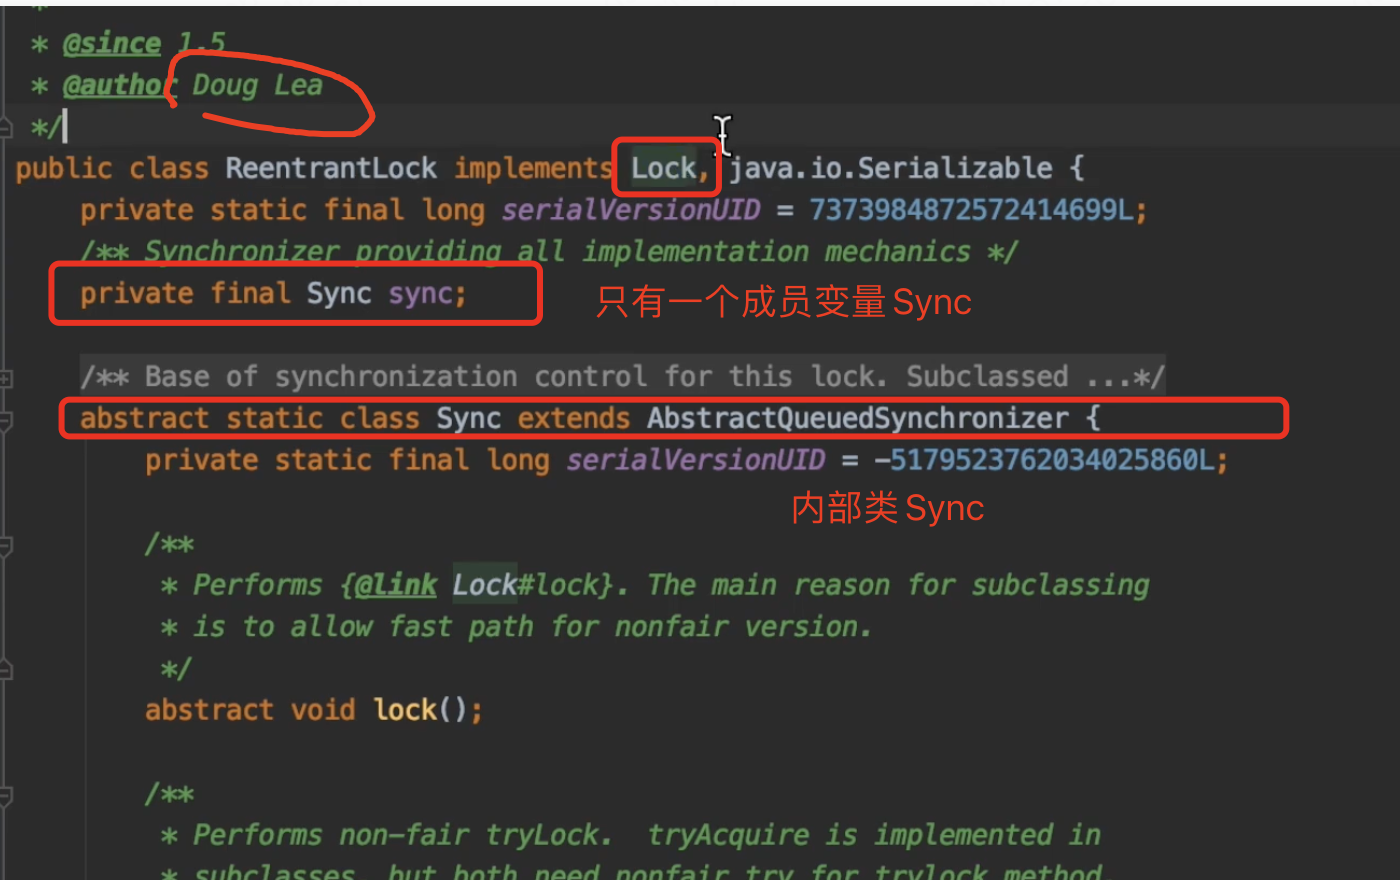 *
* @since 1.5
* @author Doug Lea
*/
public class ReentrantLock implements Lock, java.io.Serializable {
private static final long serialVersionUID = 7373984872572414699L;
/** Synchronizer providing all implementation mechanics */
private final Sync sync;
只有一个成员变量Sync
/** Base of synchronization control for this lock. Subclassed ...*/
abstract static class Sync extends AbstractQueuedSynchronizer {
private static final long serialVersionUID = -5179523762034025860L;
内部类Sync
/**
* Performs {@link Lock#lock}. The main reason for subclassing
* is to allow fast path for nonfair version.
*/
abstract void lock();
/**
* Performs non-fair tryLock.  tryAcquire is implemented in
* subclasses, but both need nonfair try for trylock method.